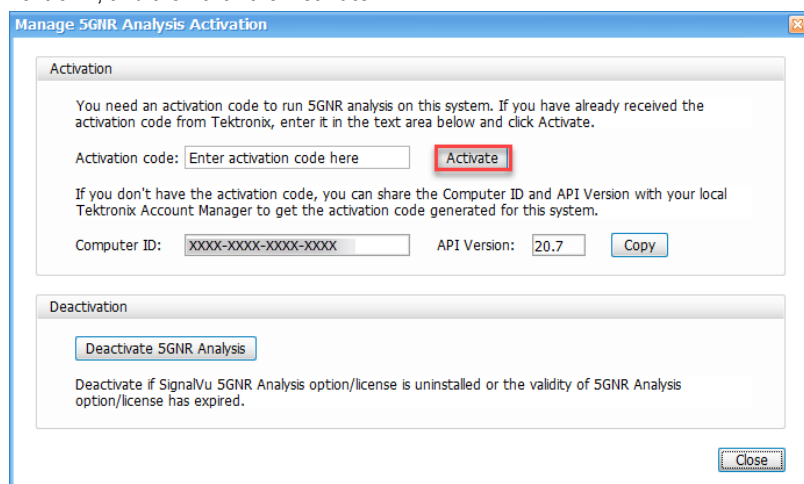 Manage 5GNR Analysis Activation
Activation
You need an activation code to run 5GNR analysis on this system. If you have already received the
activation code from Tektronix, enter it in the text area below and click Activate.
Activation code: Enter activation code here Activate
If you don't have the activation code, you can share the Computer ID and API Version with your local
Tektronix Account Manager to get the activation code generated for this system.
Computer ID: XXXX-XXXX-XXXX-XXXX API Version: 20.7 Copy
Deactivation
Deactivate 5GNR Analysis
Deactivate if SignalVu 5GNR Analysis option/license is uninstalled or the validity of 5GNR Analysis
option/license has expired.
Close